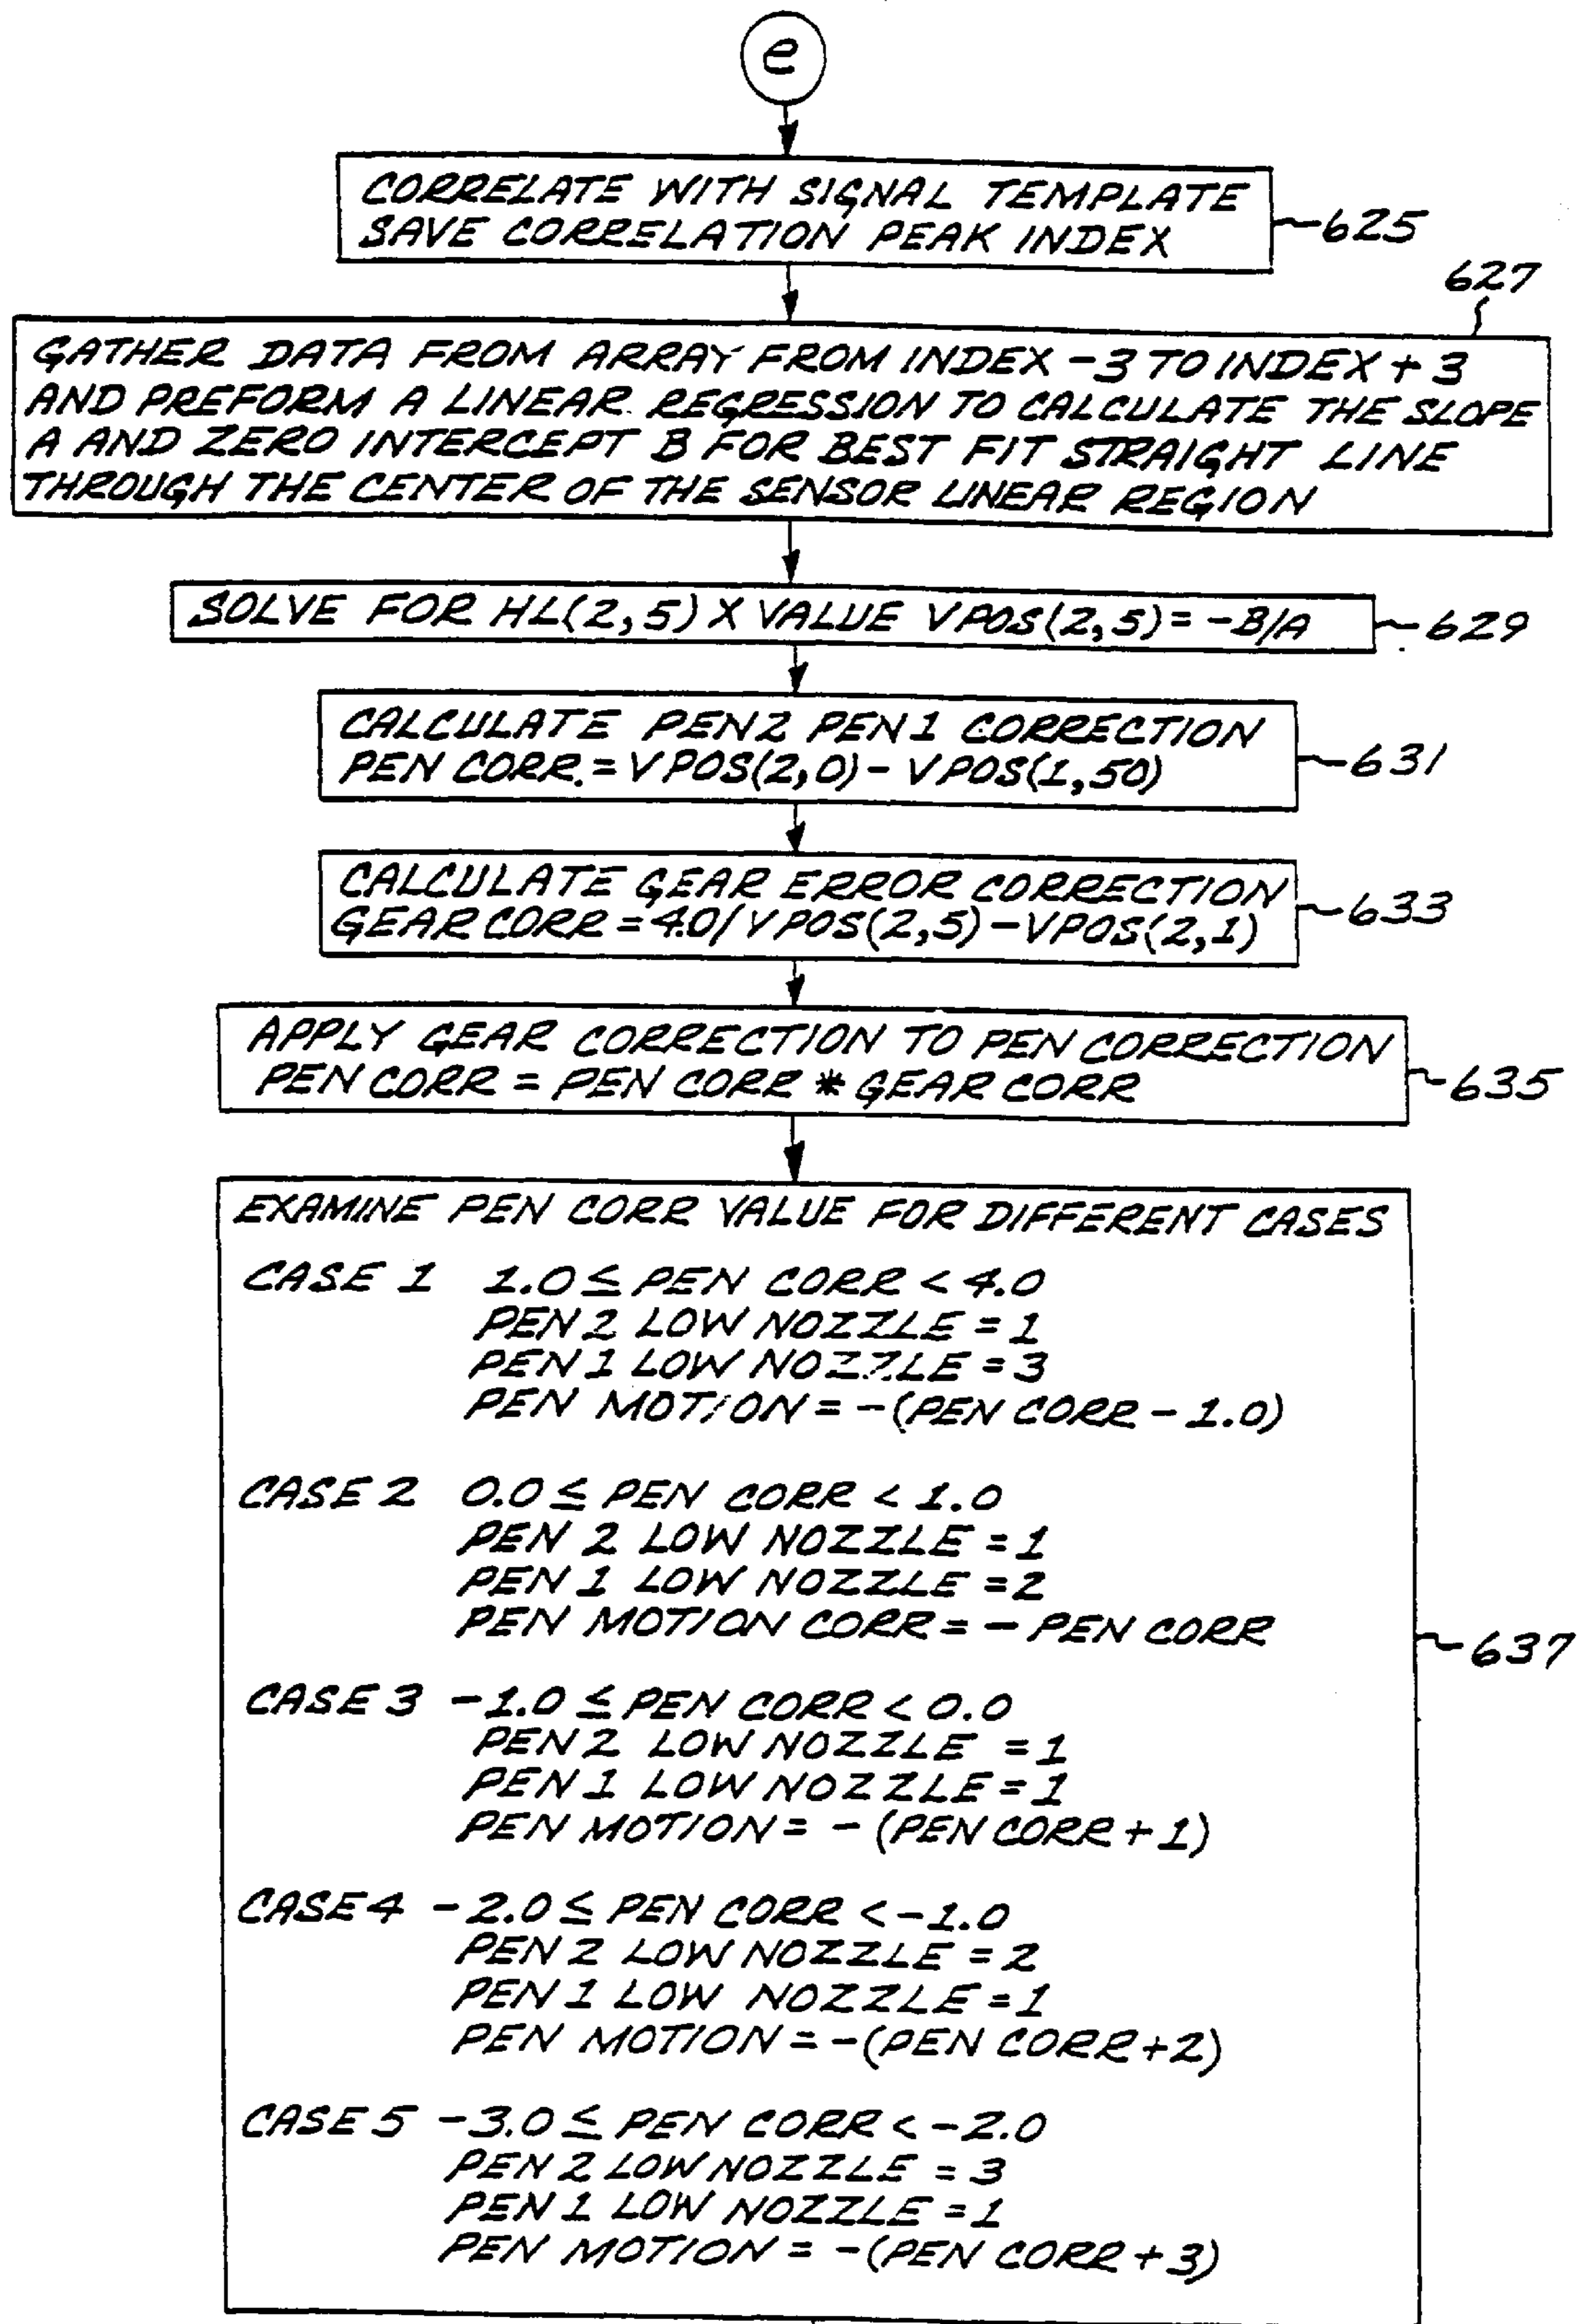 e
CORRELATE WITH SIGNAL TEMPLATE
SAVE CORRELATION PEAK INDEX
625
627
GATHER DATA FROM ARRAY FROM INDEX -3 TO INDEX + 3
AND PREFORM A LINEAR REGRESSION TO CALCULATE THE SLOPE
A AND ZERO INTERCEPT B FOR BEST FIT STRAIGHT LINE
THROUGH THE CENTER OF THE SENSOR LINEAR REGION
SOLVE FOR HL(2,5) X VALUE VPOS(2,5) = -B/A
629
CALCULATE PEN2 PEN1 CORRECTION
PEN CORR. = VPOS(2,0) - VPOS(1,50)
631
CALCULATE GEAR ERROR CORRECTION
GEAR CORR = 4.0/VPOS(2,5) - VPOS(2,1)
633
APPLY GEAR CORRECTION TO PEN CORRECTION
PEN CORR = PEN CORR * GEAR CORR
635
EXAMINE PEN CORR VALUE FOR DIFFERENT CASES
CASE 1 1.0 ≤ PEN CORR < 4.0
PEN 2 LOW NOZZLE = 1
PEN 1 LOW NOZZLE = 3
PEN MOTION = -(PEN CORR - 1.0)
CASE 2 0.0 ≤ PEN CORR < 1.0
PEN 2 LOW NOZZLE = 1
PEN 1 LOW NOZZLE = 2
PEN MOTION CORR = - PEN CORR
637
CASE 3 -1.0 ≤ PEN CORR < 0.0
PEN 2 LOW NOZZLE = 1
PEN 1 LOW NOZZLE = 1
PEN MOTION = - (PEN CORR + 1)
CASE 4 -2.0 ≤ PEN CORR < -1.0
PEN 2 LOW NOZZLE = 2
PEN 1 LOW NOZZLE = 1
PEN MOTION = -(PEN CORR + 2)
CASE 5 -3.0 ≤ PEN CORR < -2.0
PEN 2 LOW NOZZLE = 3
PEN 1 LOW NOZZLE = 1
PEN MOTION = -(PEN CORR + 3)